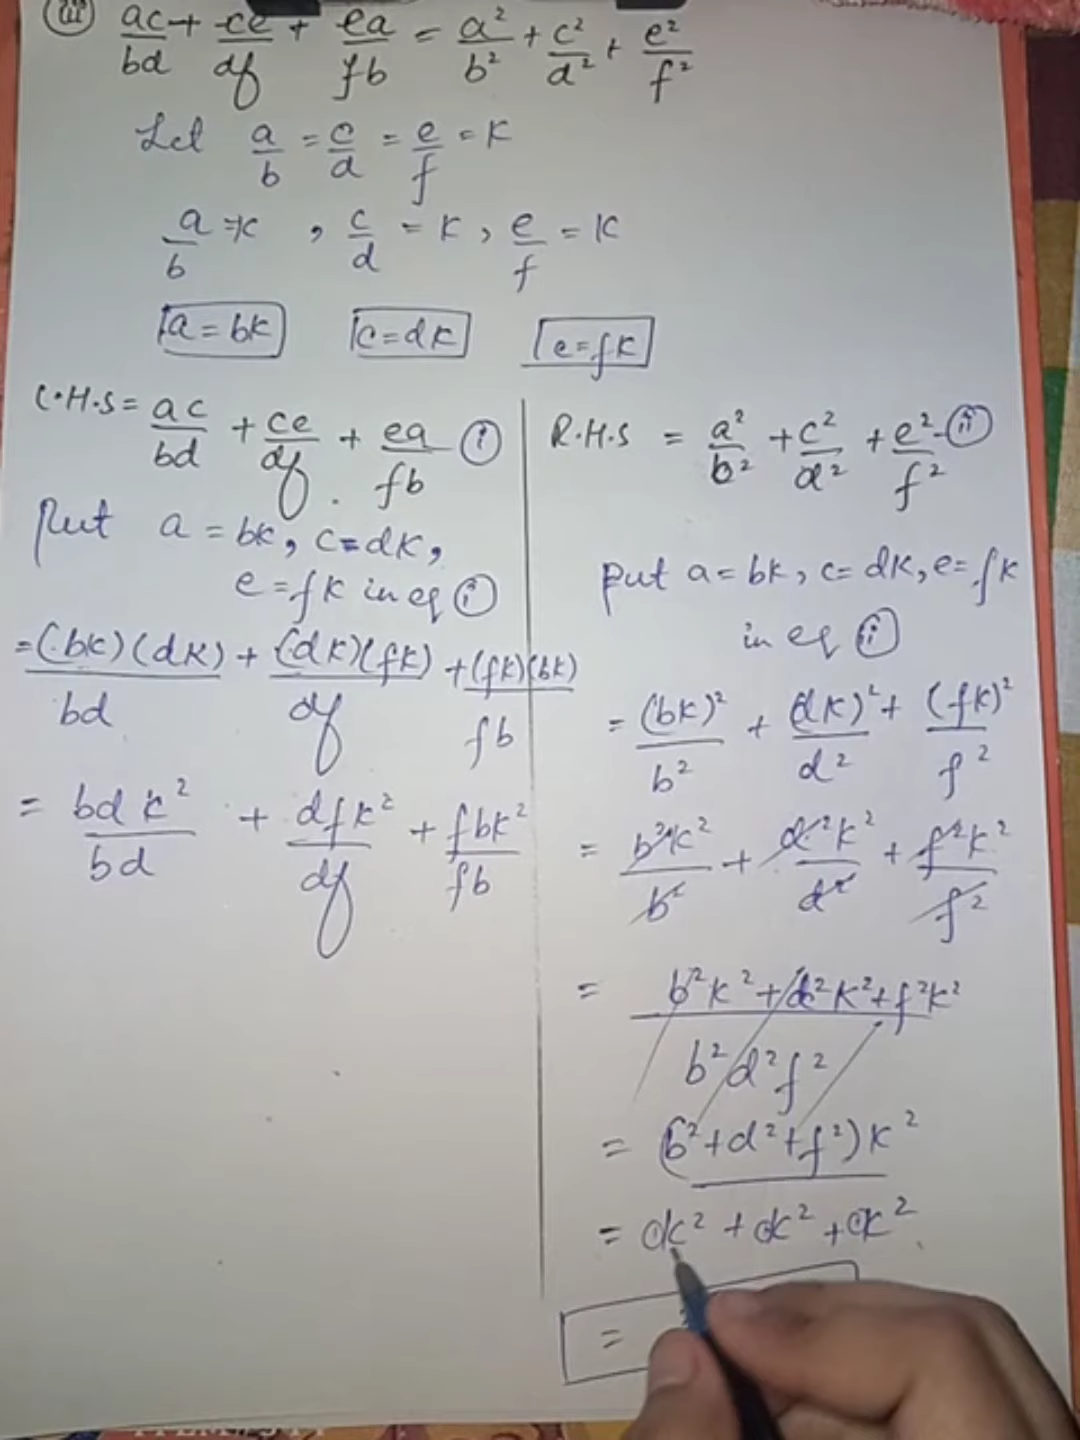 (iii) ac/bd + ce/df + ea/fb = a²/b² + c²/d² + e²/f²
Let a/b = c/d = e/f = K
a/b = K , c/d = K , e/f = K
a = bK c = dK e = fK
L.H.S = ac/bd + ce/df + ea/fb (i)
Put a = bK, c = dK,
e = fK in eq (i)
= (bK)(dK)/bd + (dK)(fK)/df + (fK)(bK)/fb
= bdK²/bd + dfK²/df + fbK²/fb
R.H.S = a²/b² + c²/d² + e²/f² - (ii)
put a = bK, c = dK, e = fK
in eq (ii)
= (bK)²/b² + (dK)²/d² + (fK)²/f²
= b²K²/b² + d²K²/d² + f²K²/f²
= b²K² + d²K² + f²K² / b²d²f²
= (b² + d² + f²)K²
= K² + K² + K²
=